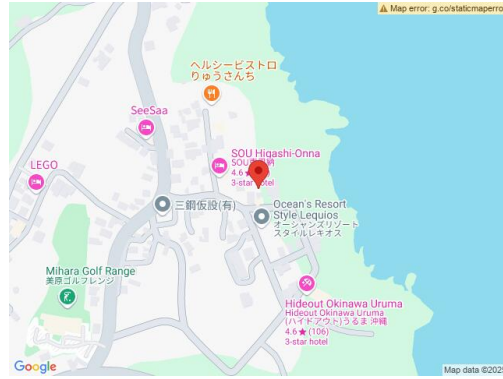 Map error: g.co/staticmaperro
ヘルシービストロ
りゅうさんち
SeeSaa
SOU Higashi-Onna
4.6
3-star hotel
LEGO
三鋼仮設(有)
Ocean's Resort
Style Lequios
オーシャンズリゾート
スタイルレキオス
Mihara Golf Range
美原ゴルフレンジ
Hideout Okinawa Uruma
Hideout Okinawa Uruma
(ハイドアウト)うるま 沖縄
4.6★(106)
3-star hotel
Google
Map data ©202